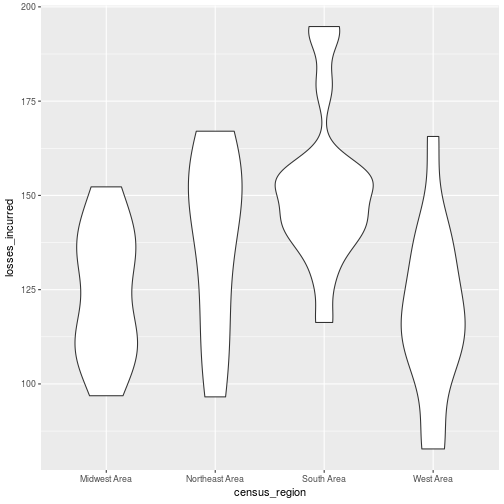 200
175
150
125
100
losses_incurred
Midwest Area
Northeast Area
South Area
West Area
census_region